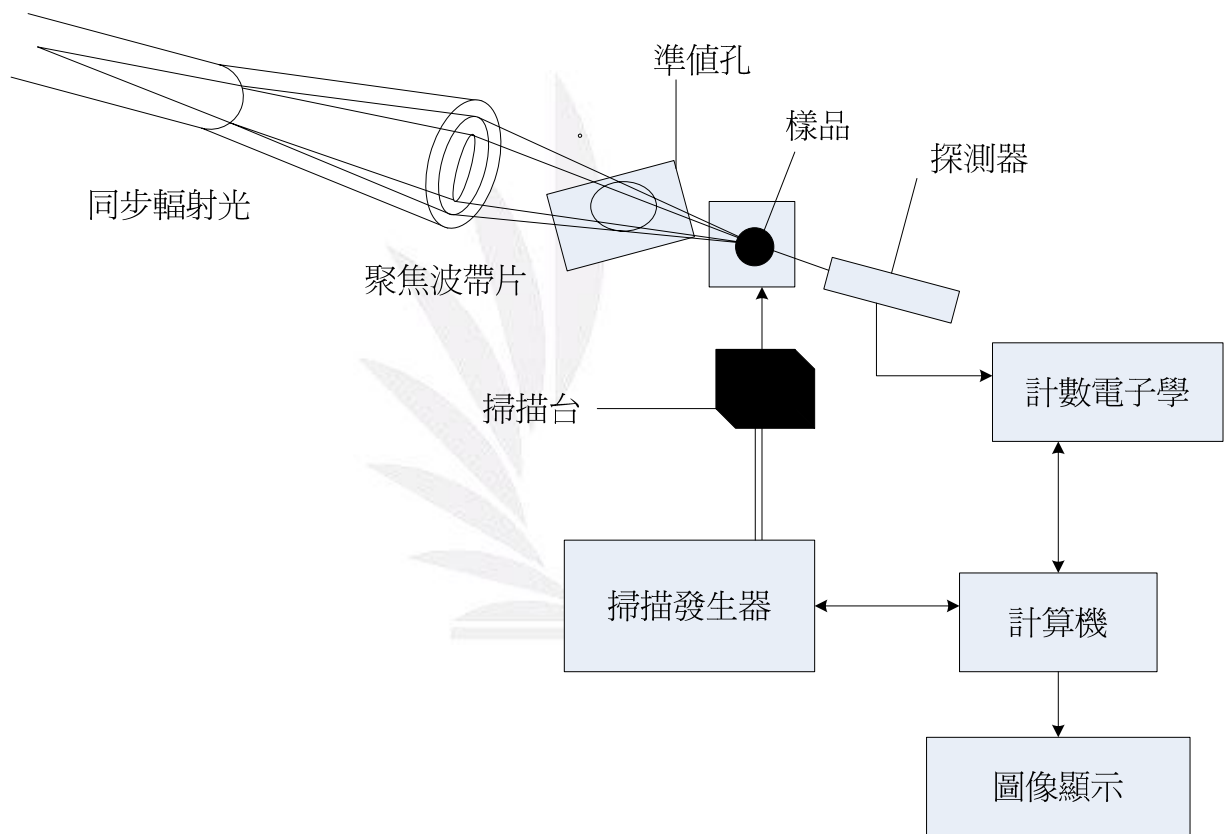 準值孔
樣品
探測器
同步輻射光
聚焦波帶片
掃描台
計數電子學
掃描發生器
計算機
圖像顯示